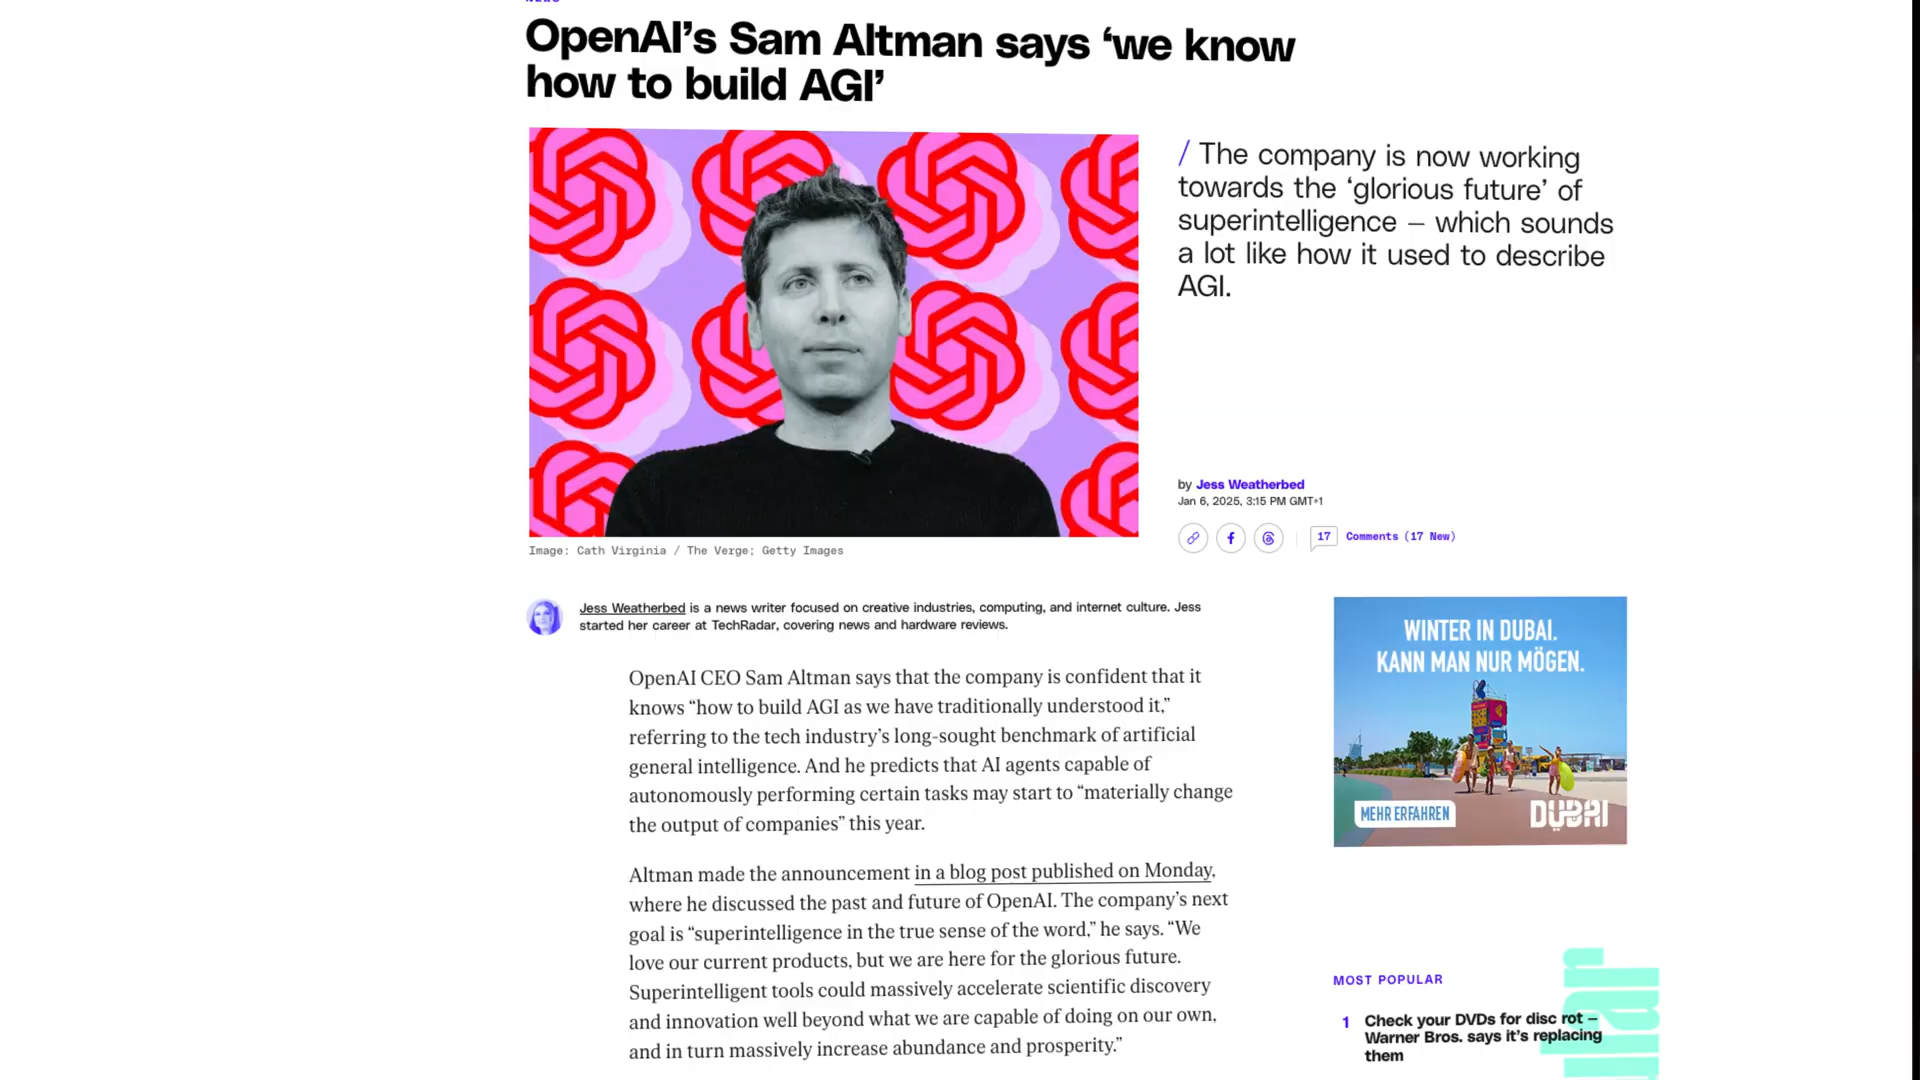 OpenAI's Sam Altman says ‘we know
how to build AGI’
/ The company is now working
towards the ‘glorious future’ of
superintelligence — which sounds
a lot like how it used to describe
AGI.
by Jess Weatherbed
Jan 6, 2025, 3:15 PM GMT+1
17 Comments (17 New)
Image: Cath Virginia / The Verge; Getty Images
Jess Weatherbed is a news writer focused on creative industries, computing, and internet culture. Jess
started her career at TechRadar, covering news and hardware reviews.
OpenAI CEO Sam Altman says that the company is confident that it
knows “how to build AGI as we have traditionally understood it,”
referring to the tech industry’s long-sought benchmark of artificial
general intelligence. And he predicts that AI agents capable of
autonomously performing certain tasks may start to “materially change
the output of companies” this year.
Altman made the announcement in a blog post published on Monday,
where he discussed the past and future of OpenAI. The company’s next
goal is “superintelligence in the true sense of the word,” he says. “We
love our current products, but we are here for the glorious future.
Superintelligent tools could massively accelerate scientific discovery
and innovation well beyond what we are capable of doing on our own,
and in turn massively increase abundance and prosperity.”
WINTER IN DUBAI.
KANN MAN NUR MÖGEN.
MEHR ERFAHREN
DUBAI
MOST POPULAR
1 Check your DVDs for disc rot —
Warner Bros. says it’s replacing
them